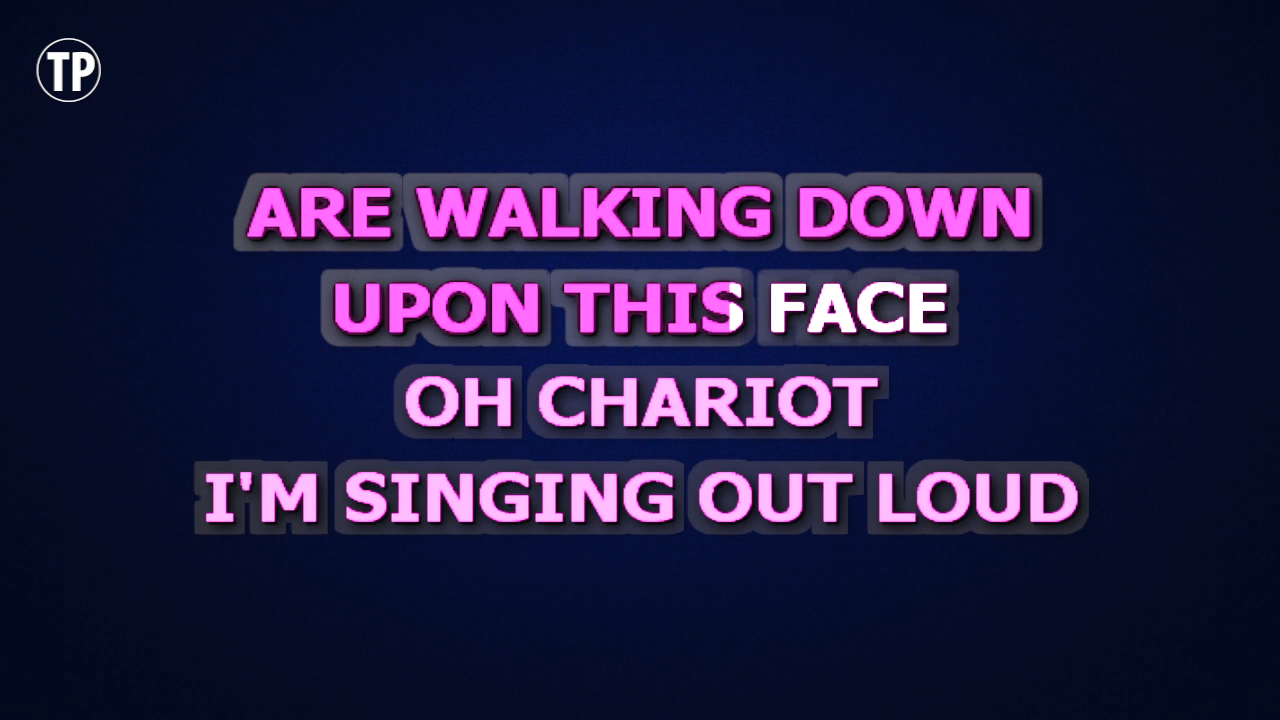 TP
ARE WALKING DOWN
UPON THIS FACE
OH CHARIOT
I'M SINGING OUT LOUD